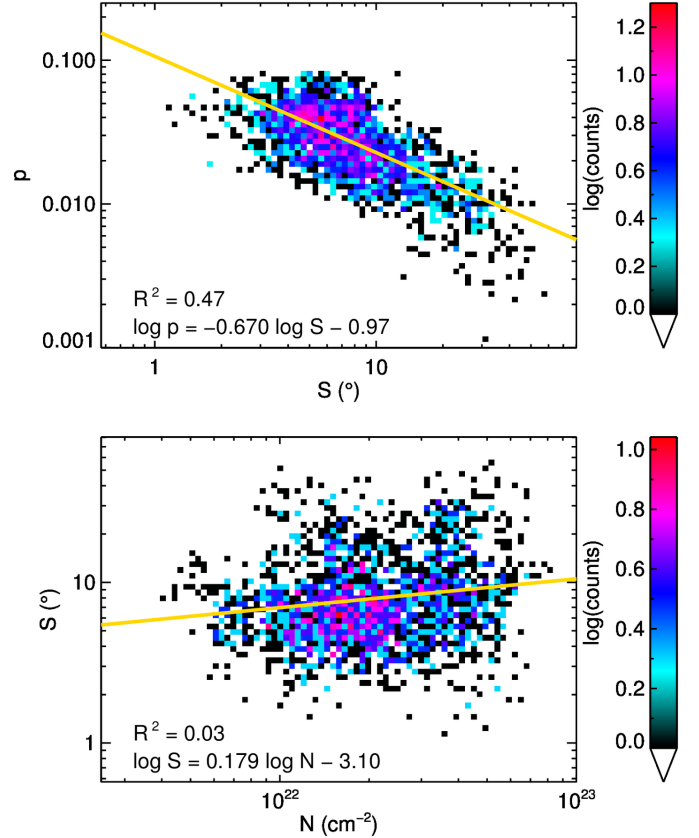 0.100
0.010
0.001
p
1
10
S (°)
R² = 0.47
log p = −0.670 log S − 0.97
1.2
1.0
0.8
0.6
0.4
0.2
0.0
log(counts)
10
1
S (°)
10²²
10²³
N (cm⁻²)
R² = 0.03
log S = 0.179 log N − 3.10
1.0
0.8
0.6
0.4
0.2
0.0
log(counts)